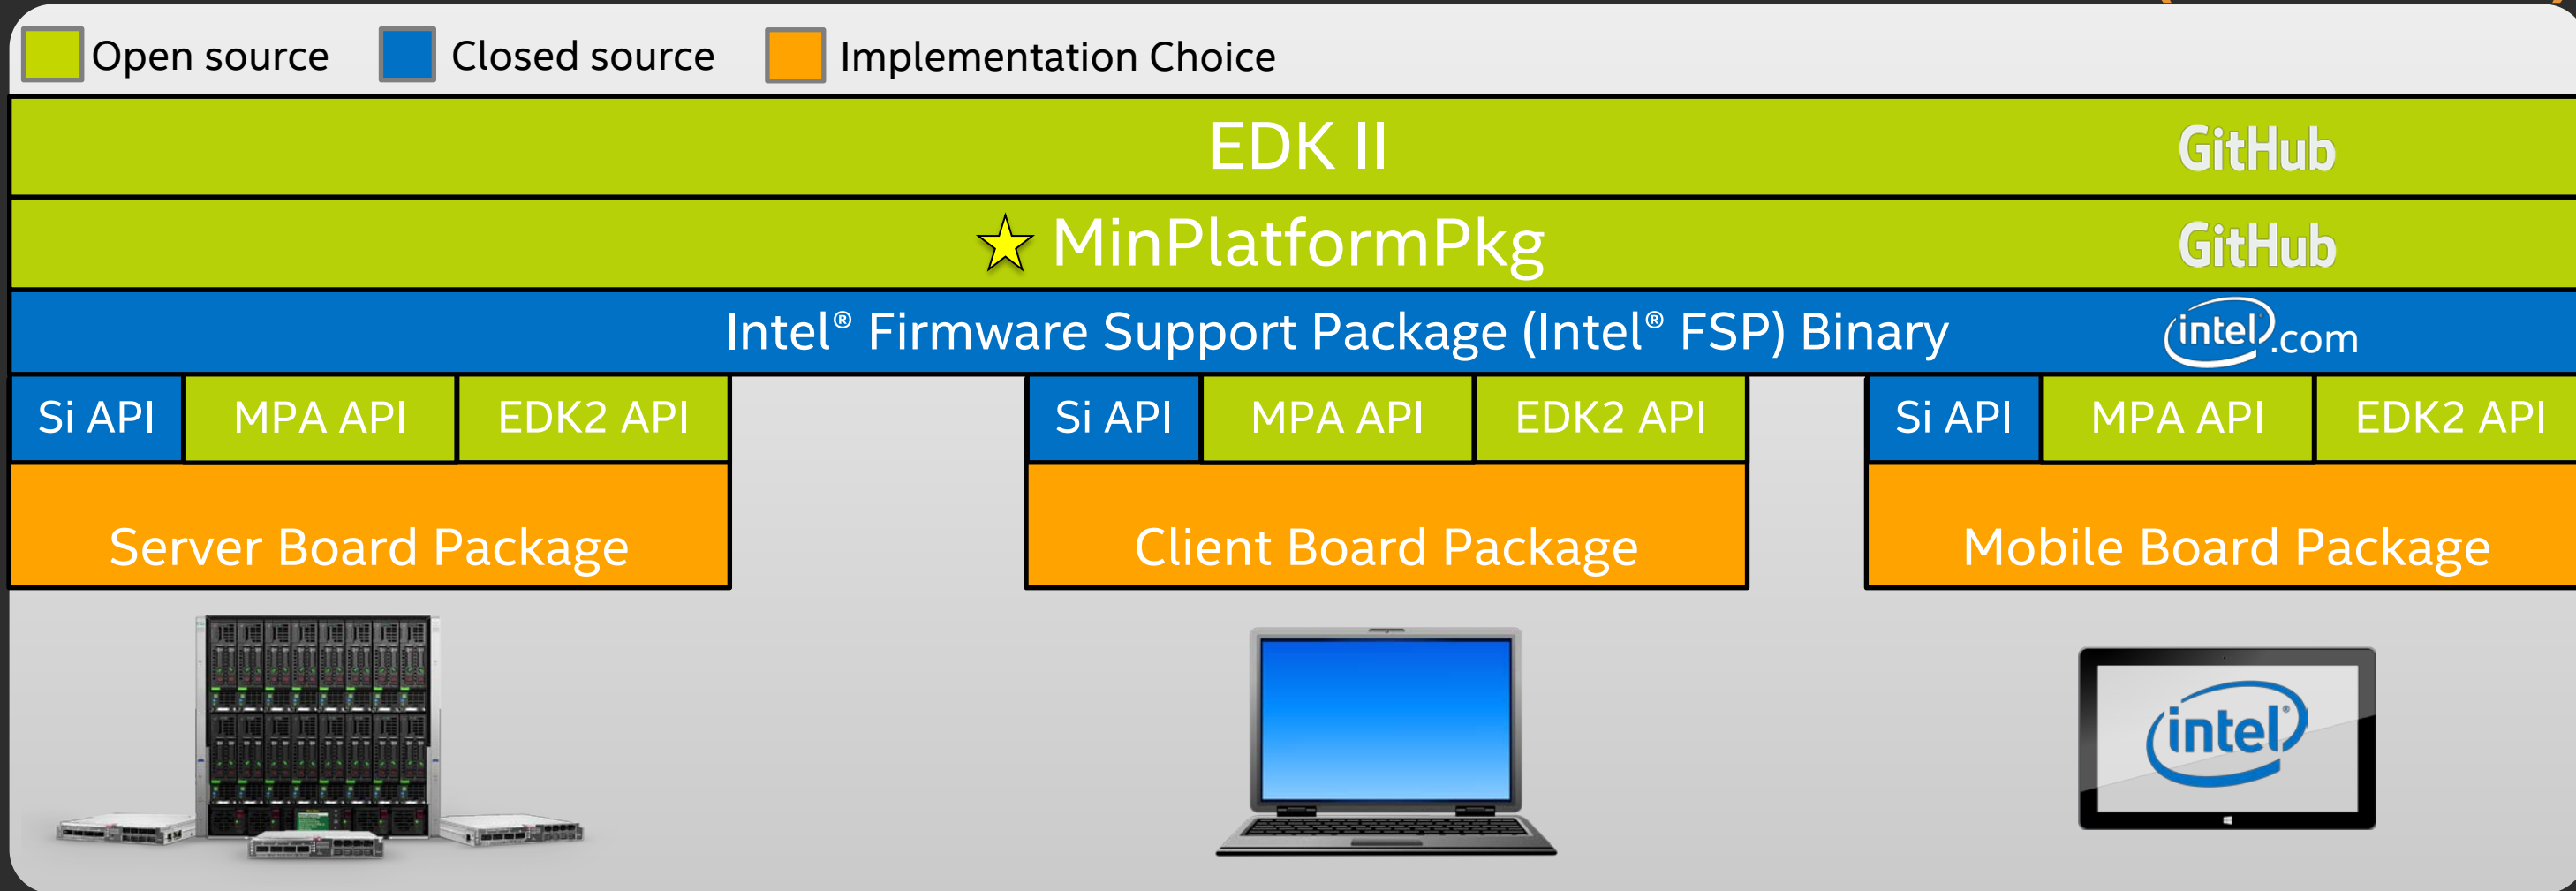 Open source Closed source Implementation Choice
EDK II GitHub
MinPlatformPkg GitHub
Intel® Firmware Support Package (Intel® FSP) Binary intel.com
Si API MPA API EDK2 API Si API MPA API EDK2 API Si API MPA API EDK2 API
Server Board Package Client Board Package Mobile Board Package
intel®